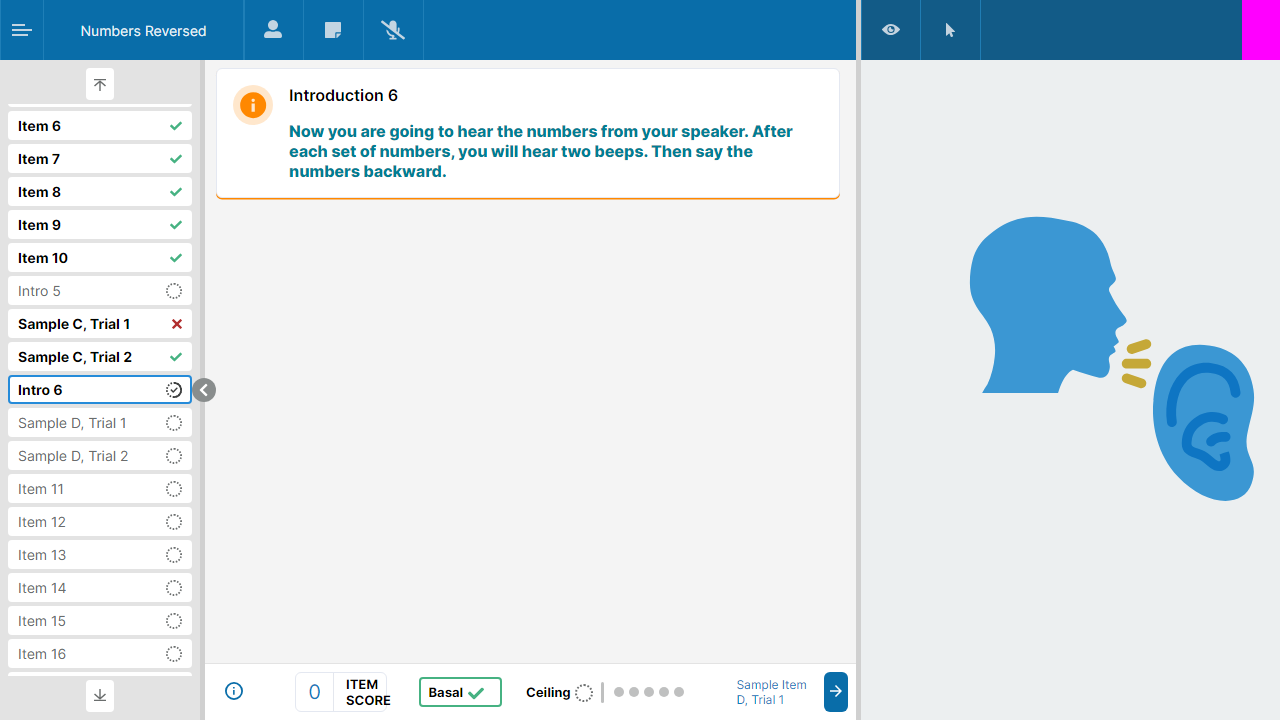 Numbers Reversed
Item 6
Item 7
Item 8
Item 9
Item 10
Intro 5
Sample C, Trial 1
Sample C, Trial 2
Intro 6
Sample D, Trial 1
Sample D, Trial 2
Item 11
Item 12
Item 13
Item 14
Item 15
Item 16
Introduction 6
Now you are going to hear the numbers from your speaker. After
each set of numbers, you will hear two beeps. Then say the
numbers backward.
0
ITEM
SCORE
Basal
Ceiling
Sample Item
D, Trial 1